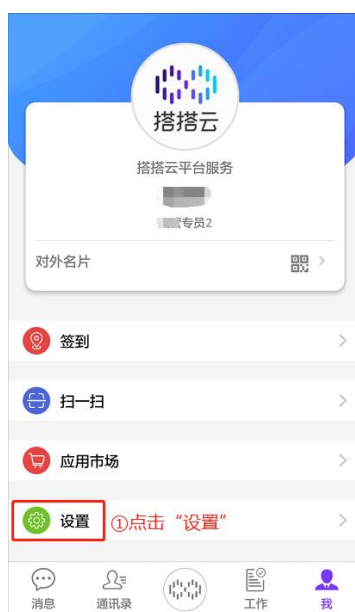 搭搭云
搭搭云平台服务
专员2
对外名片
签到
扫一扫
应用市场
设置 ①点击“设置”
消息 通讯录 工作 我